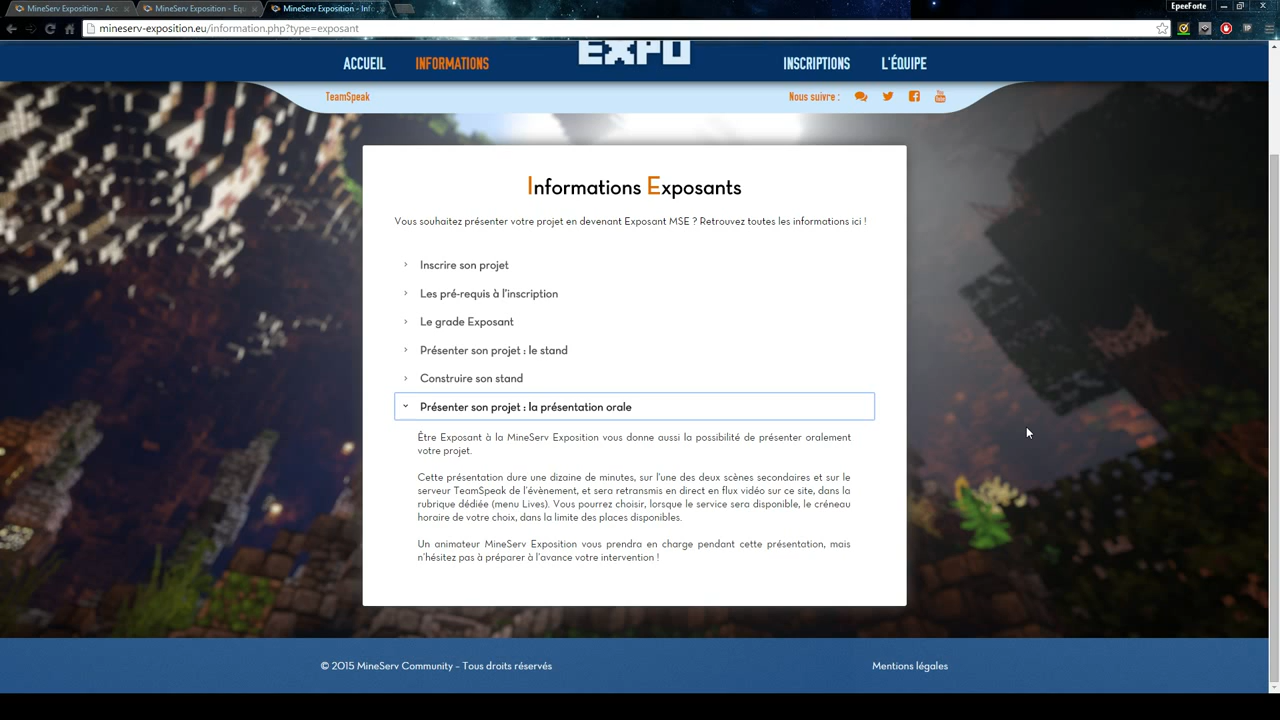 MineServ Exposition - Acc
MineServ Exposition - Equ
MineServ Exposition - Info
EpeeForte
mineserv-exposition.eu/information.php?type=exposant
ACCUEIL
INFORMATIONS
EXPO
INSCRIPTIONS
L'ÉQUIPE
TeamSpeak
Nous suivre :
Informations Exposants
Vous souhaitez présenter votre projet en devenant Exposant MSE ? Retrouvez toutes les informations ici !
Inscrire son projet
Les pré-requis à l'inscription
Le grade Exposant
Présenter son projet : le stand
Construire son stand
Présenter son projet : la présentation orale
Être Exposant à la MineServ Exposition vous donne aussi la possibilité de présenter oralement
votre projet.
Cette présentation dure une dizaine de minutes, sur l'une des deux scènes secondaires et sur le
serveur TeamSpeak de l'évènement, et sera retransmis en direct en flux vidéo sur ce site, dans la
rubrique dédiée (menu Lives). Vous pourrez choisir, lorsque le service sera disponible, le créneau
horaire de votre choix, dans la limite des places disponibles.
Un animateur MineServ Exposition vous prendra en charge pendant cette présentation, mais
n'hésitez pas à préparer à l'avance votre intervention !
© 2015 MineServ Community - Tous droits réservés
Mentions légales